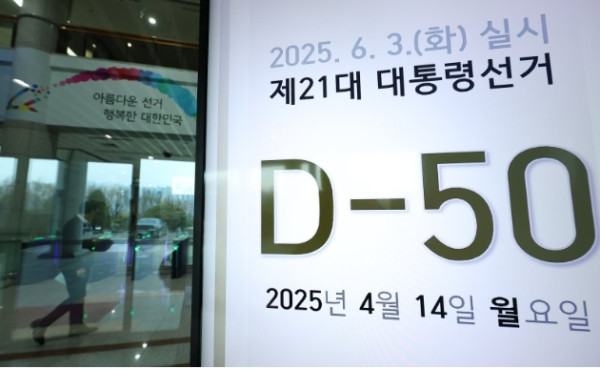 아름다운 선거
행복한 대한민국
2025. 6. 3.(화) 실시
제21대 대통령선거
D-50
2025년 4월 14일 월요일